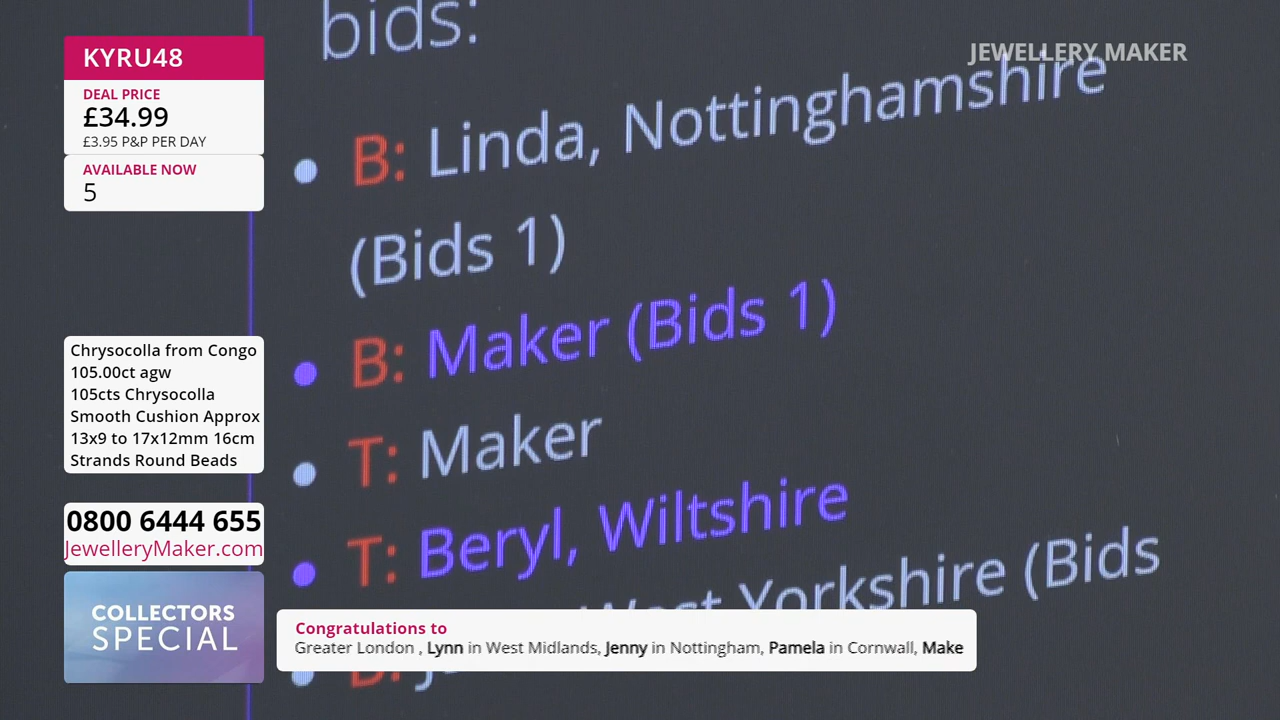 KYRU48
DEAL PRICE
£34.99
£3.95 P&P PER DAY
AVAILABLE NOW
5
Chrysocolla from Congo
105.00ct agw
105cts Chrysocolla
Smooth Cushion Approx
13x9 to 17x12mm 16cm
Strands Round Beads
0800 6444 655
JewelleryMaker.com
COLLECTORS
SPECIAL
JEWELLERY MAKER
bids:
B: Linda, Nottinghamshire
(Bids 1)
B: Maker (Bids 1)
T: Maker
T: Beryl, Wiltshire
West Yorkshire (Bids
B:
Congratulations to
Greater London , Lynn in West Midlands, Jenny in Nottingham, Pamela in Cornwall, Make